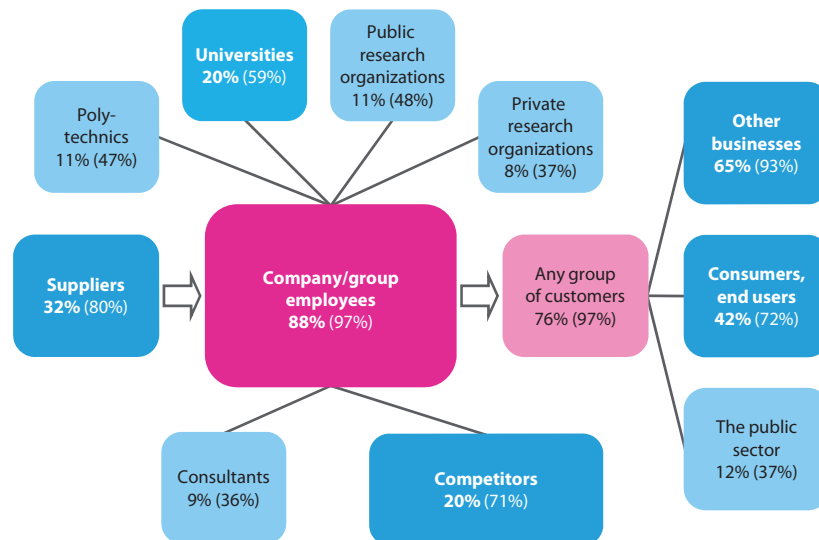 Universities
20% (59%)
Public
research
organizations
11% (48%)
Poly-
technics
11% (47%)
Private
research
organizations
8% (37%)
Other
businesses
65% (93%)
Suppliers
32% (80%)
Company/group
employees
88% (97%)
Any group
of customers
76% (97%)
Consumers,
end users
42% (72%)
The public
sector
12% (37%)
Consultants
9% (36%)
Competitors
20% (71%)